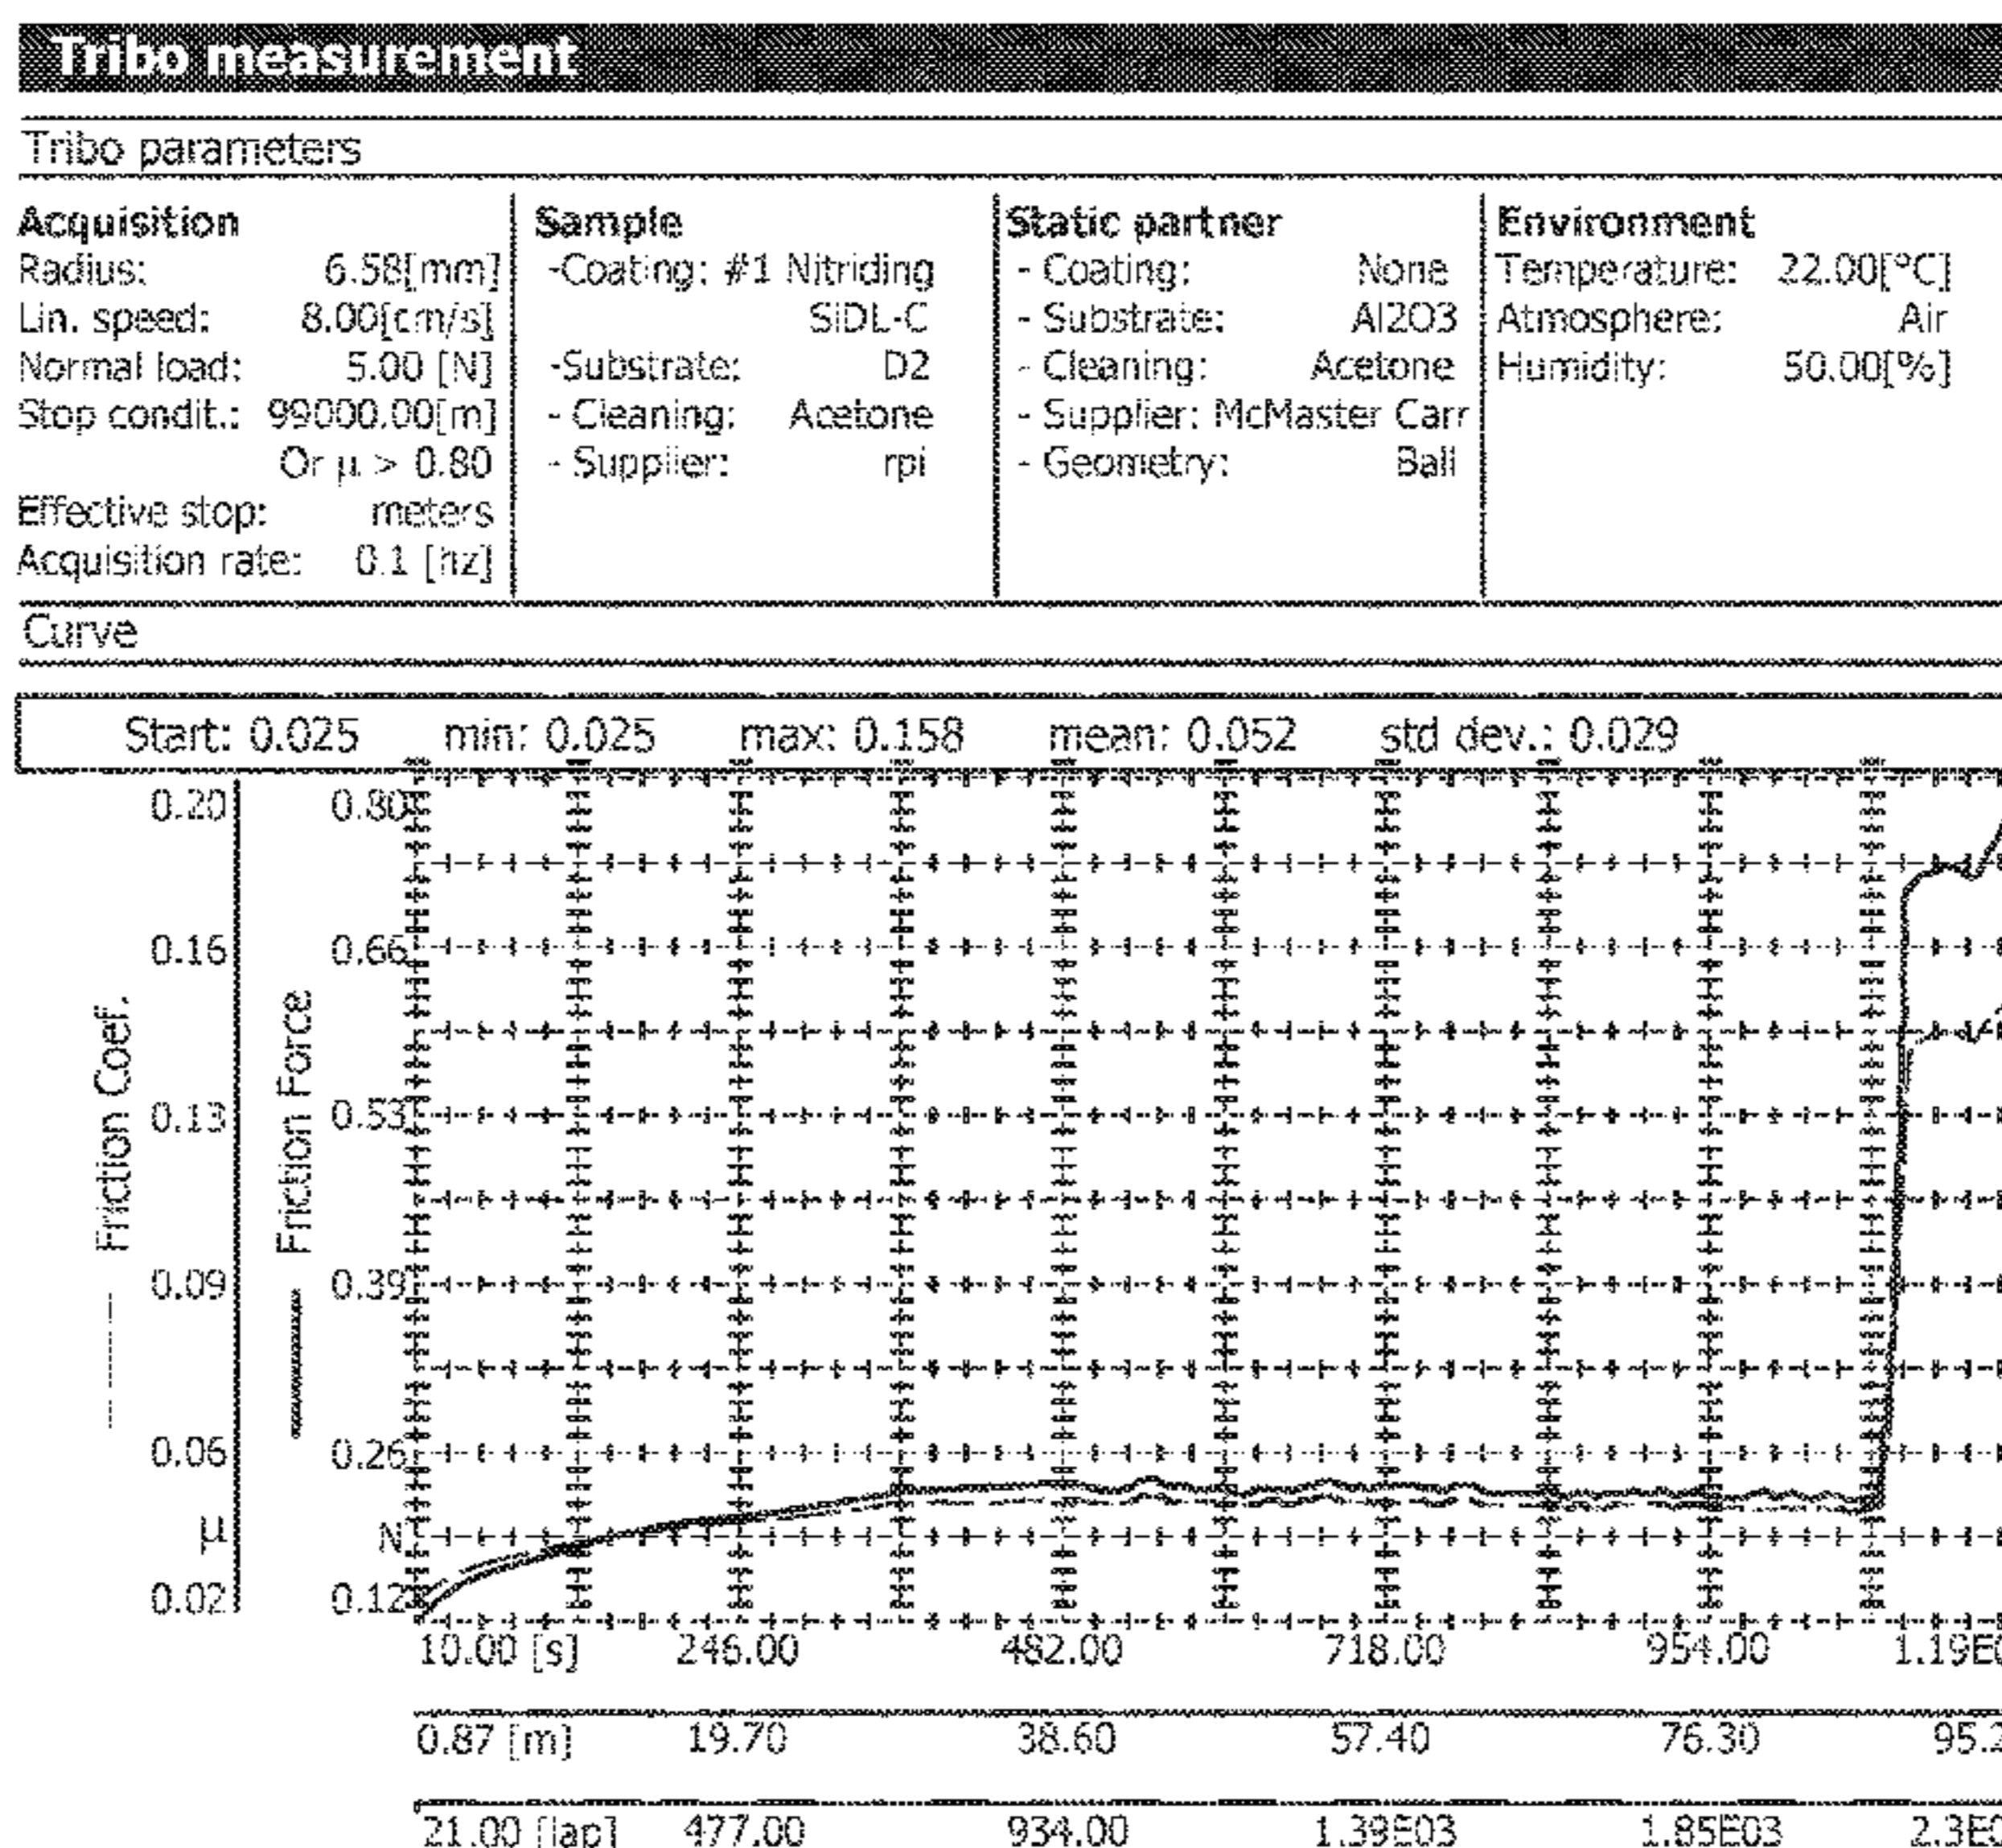 Tribo measurement
Tribo parameters
Acquisition
Radius: 6.58[mm]
Lin. speed: 8.00[cm/s]
Normal load: 5.00 [N]
Stop condit.: 99000.00[m]
Or μ > 0.80
Effective stop: meters
Acquisition rate: 0.1 [hz]
Sample
-Coating: #1 Nitriding
SiDL-C
-Substrate: D2
- Cleaning: Acetone
- Supplier: rpi
Static partner
- Coating: None
- Substrate: Al2O3
- Cleaning: Acetone
- Supplier: McMaster Carr
- Geometry: Ball
Environment
Temperature: 22.00[°C]
Atmosphere: Air
Humidity: 50.00[%]
Curve
Start: 0.025 min: 0.025 max: 0.158 mean: 0.052 std dev.: 0.029
Friction Coef.
0.20
0.16
0.13
0.09
0.06
μ
0.02
Friction Force
0.80
0.66
0.53
0.39
0.26
N
0.12
10.00 [s] 246.00 482.00 718.00 954.00 1.19E0
0.87 [m] 19.70 38.60 57.40 76.30 95.2
21.00 [lap] 477.00 934.00 1.39E03 1.85E03 2.3E0